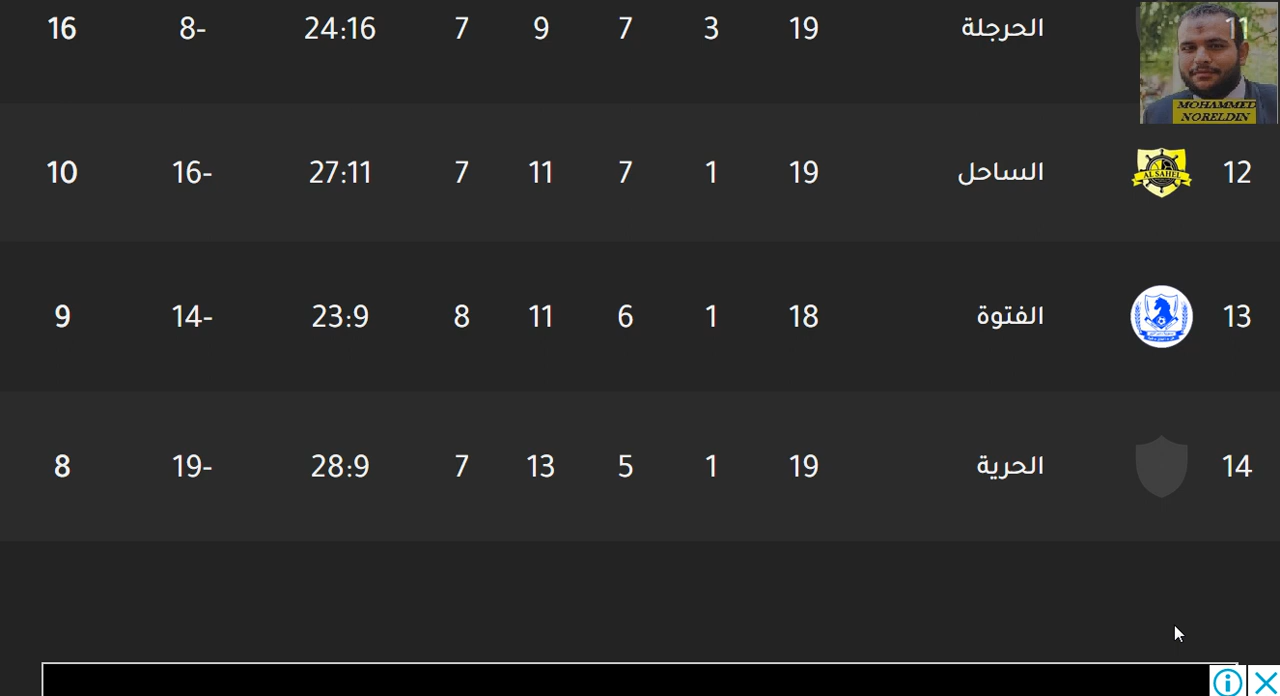 11 الحرجلة 19 3 7 9 7 24:16 8- 16
MOHAMMED
NORELDIN
12 AL SAHEL الساحل 19 1 7 11 7 27:11 16- 10
13 الفتوة 18 1 6 11 8 23:9 14- 9
14 الحرية 19 1 5 13 7 28:9 19- 8